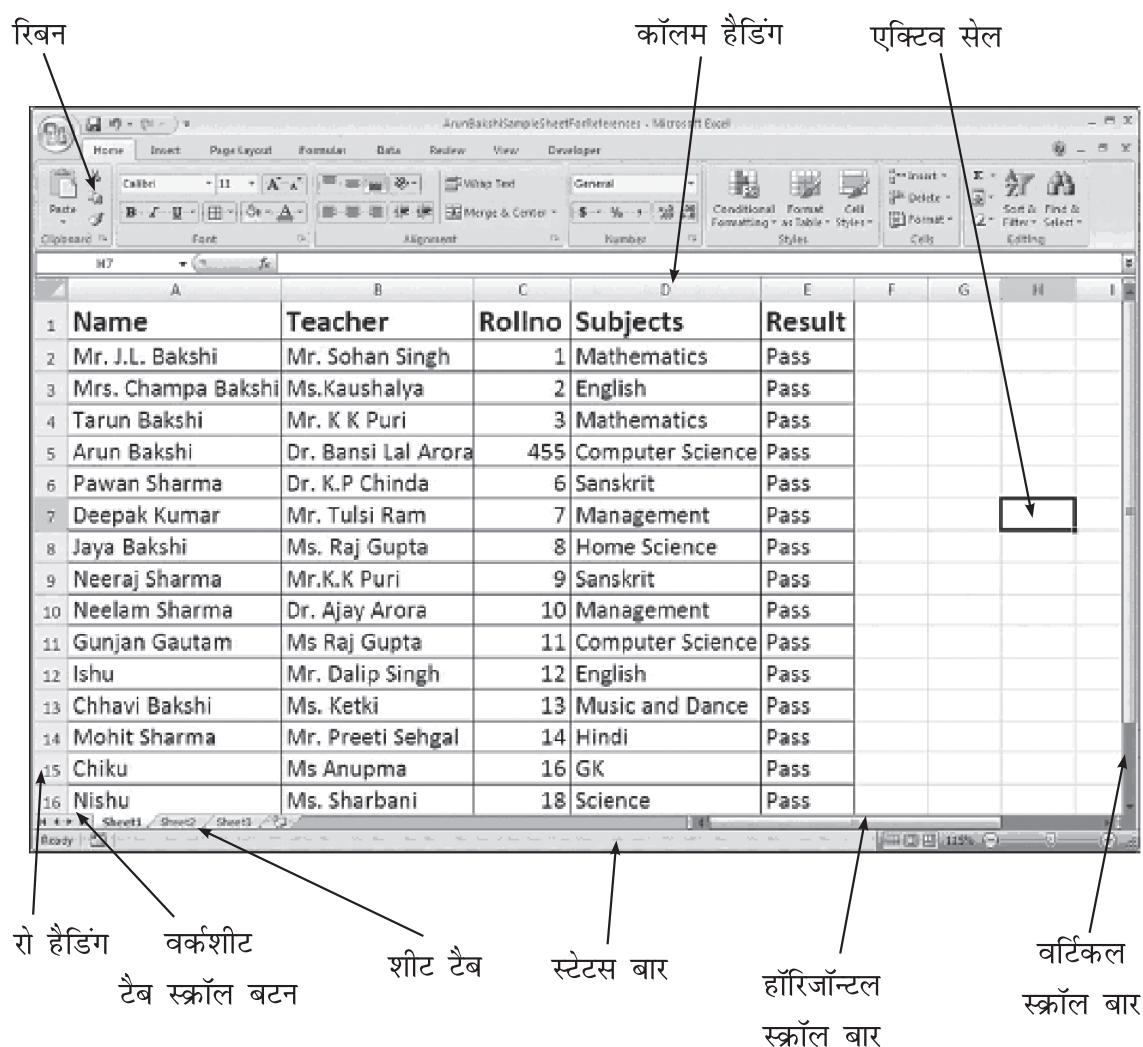 रिबन कॉलम हैडिंग एक्टिव सेल
ArunBakshiSampleSheetForReferences - Microsoft Excel
Home Insert Page Layout Formulas Data Review View Developer
Calibri 11 Wrap Text General Insert
Paste Merge & Center $ % Conditional Formatting Format as Table Cell Styles Delete Format Sort & Filter Find & Select
Clipboard Font Alignment Number Styles Cells Editing
H7 fx
A B C D E F G H I
1 Name Teacher Rollno Subjects Result
2 Mr. J.L. Bakshi Mr. Sohan Singh 1 Mathematics Pass
3 Mrs. Champa Bakshi Ms.Kaushalya 2 English Pass
4 Tarun Bakshi Mr. K K Puri 3 Mathematics Pass
5 Arun Bakshi Dr. Bansi Lal Arora 455 Computer Science Pass
6 Pawan Sharma Dr. K.P Chinda 6 Sanskrit Pass
7 Deepak Kumar Mr. Tulsi Ram 7 Management Pass
8 Jaya Bakshi Ms. Raj Gupta 8 Home Science Pass
9 Neeraj Sharma Mr.K.K Puri 9 Sanskrit Pass
10 Neelam Sharma Dr. Ajay Arora 10 Management Pass
11 Gunjan Gautam Ms Raj Gupta 11 Computer Science Pass
12 Ishu Mr. Dalip Singh 12 English Pass
13 Chhavi Bakshi Ms. Ketki 13 Music and Dance Pass
14 Mohit Sharma Mr. Preeti Sehgal 14 Hindi Pass
15 Chiku Ms Anupma 16 GK Pass
16 Nishu Ms. Sharbani 18 Science Pass
Sheet1 Sheet2 Sheet3
Ready 115%
रो हैडिंग
वर्कशीट
टैब स्क्रॉल बटन
शीट टैब
स्टेटस बार
हॉरिजॉन्टल
स्क्रॉल बार
वर्टिकल
स्क्रॉल बार